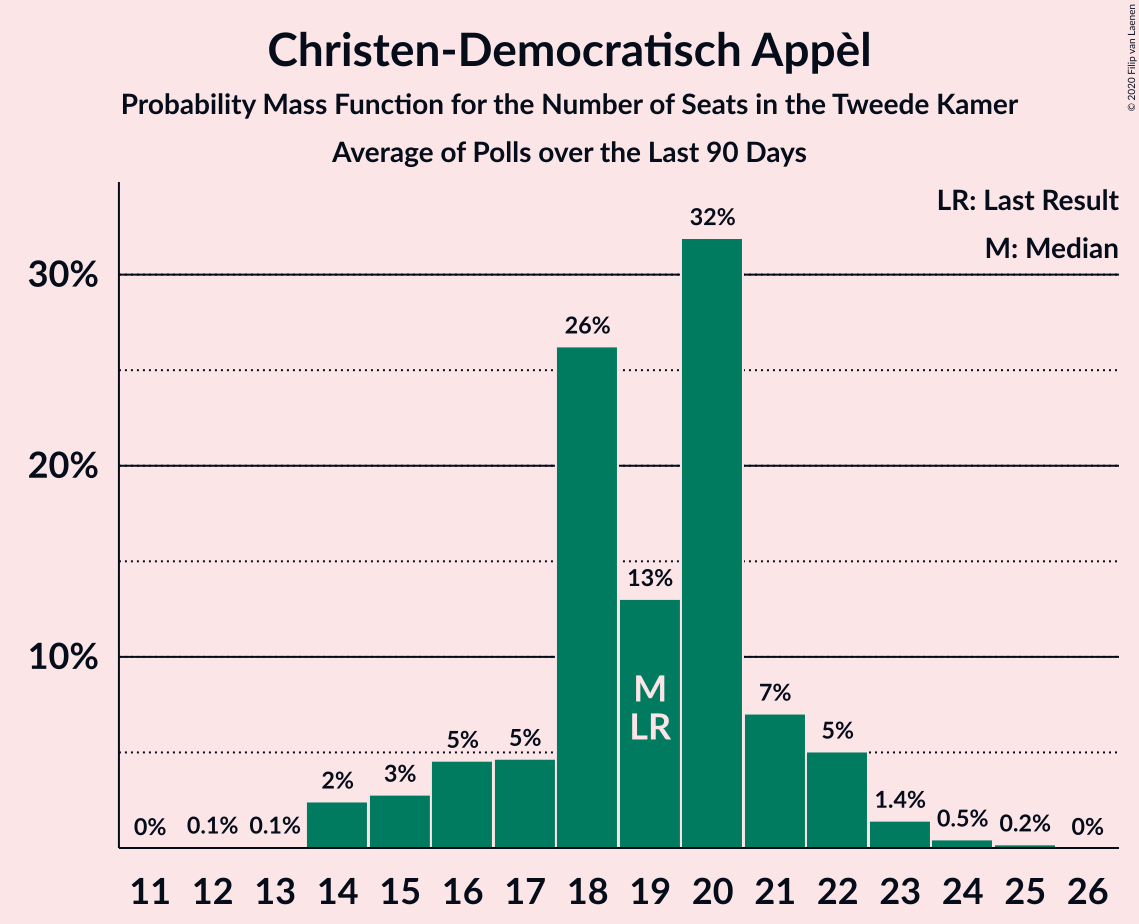 Christen-Democratisch Appèl
Probability Mass Function for the Number of Seats in the Tweede Kamer
Average of Polls over the Last 90 Days
© 2020 Filip van Laenen
LR: Last Result
M: Median
30%
20%
10%
0%
0.1%
0.1%
2%
3%
5%
5%
26%
13%
32%
7%
5%
1.4%
0.5%
0.2%
0%
M
LR
11 12 13 14 15 16 17 18 19 20 21 22 23 24 25 26